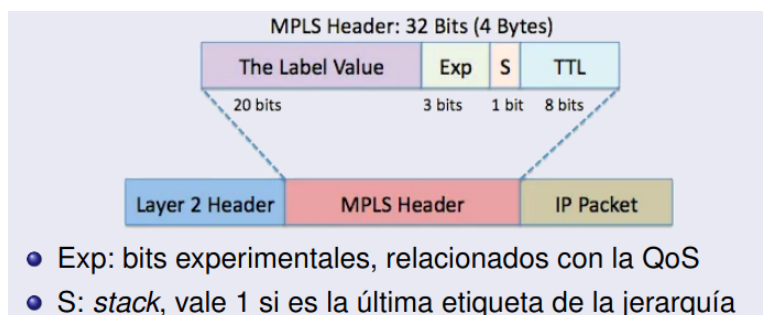 MPLS Header: 32 Bits (4 Bytes)
The Label Value Exp S TTL
20 bits 3 bits 1 bit 8 bits
Layer 2 Header MPLS Header IP Packet
Exp: bits experimentales, relacionados con la QoS
S: stack, vale 1 si es la última etiqueta de la jerarquía